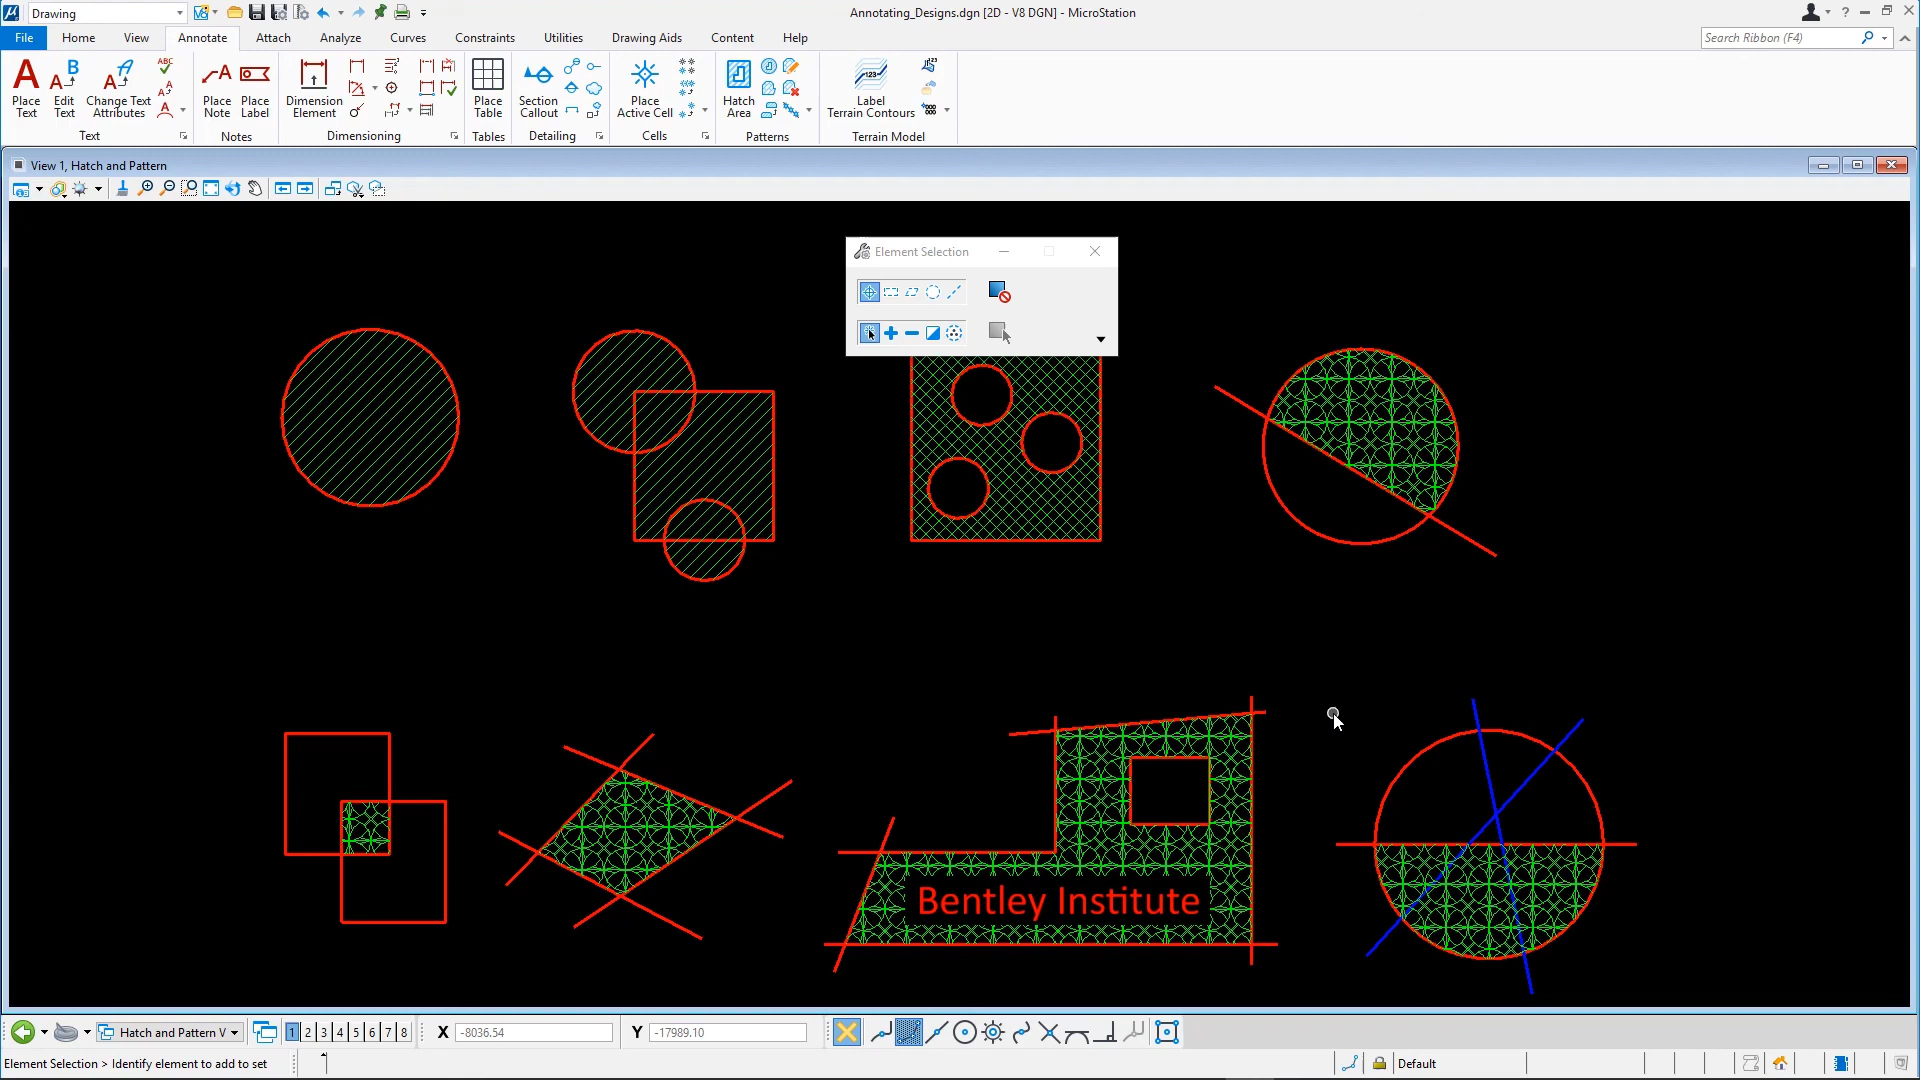 Drawing
Annotating_Designs.dgn [2D - V8 DGN] - MicroStation
File Home View Annotate Attach Analyze Curves Constraints Utilities Drawing Aids Content Help
Search Ribbon (F4)
Place Text
Edit Text
Change Text Attributes
ABC
Text
Place Note
Place Label
Notes
Dimension Element
Dimensioning
Place Table
Tables
Section Callout
Detailing
Place Active Cell
Cells
Hatch Area
Patterns
Label Terrain Contours
Terrain Model
View 1, Hatch and Pattern
Element Selection
Bentley Institute
Hatch and Pattern V
1 2 3 4 5 6 7 8
X -8036.54
Y -17989.10
Element Selection > Identify element to add to set
Default